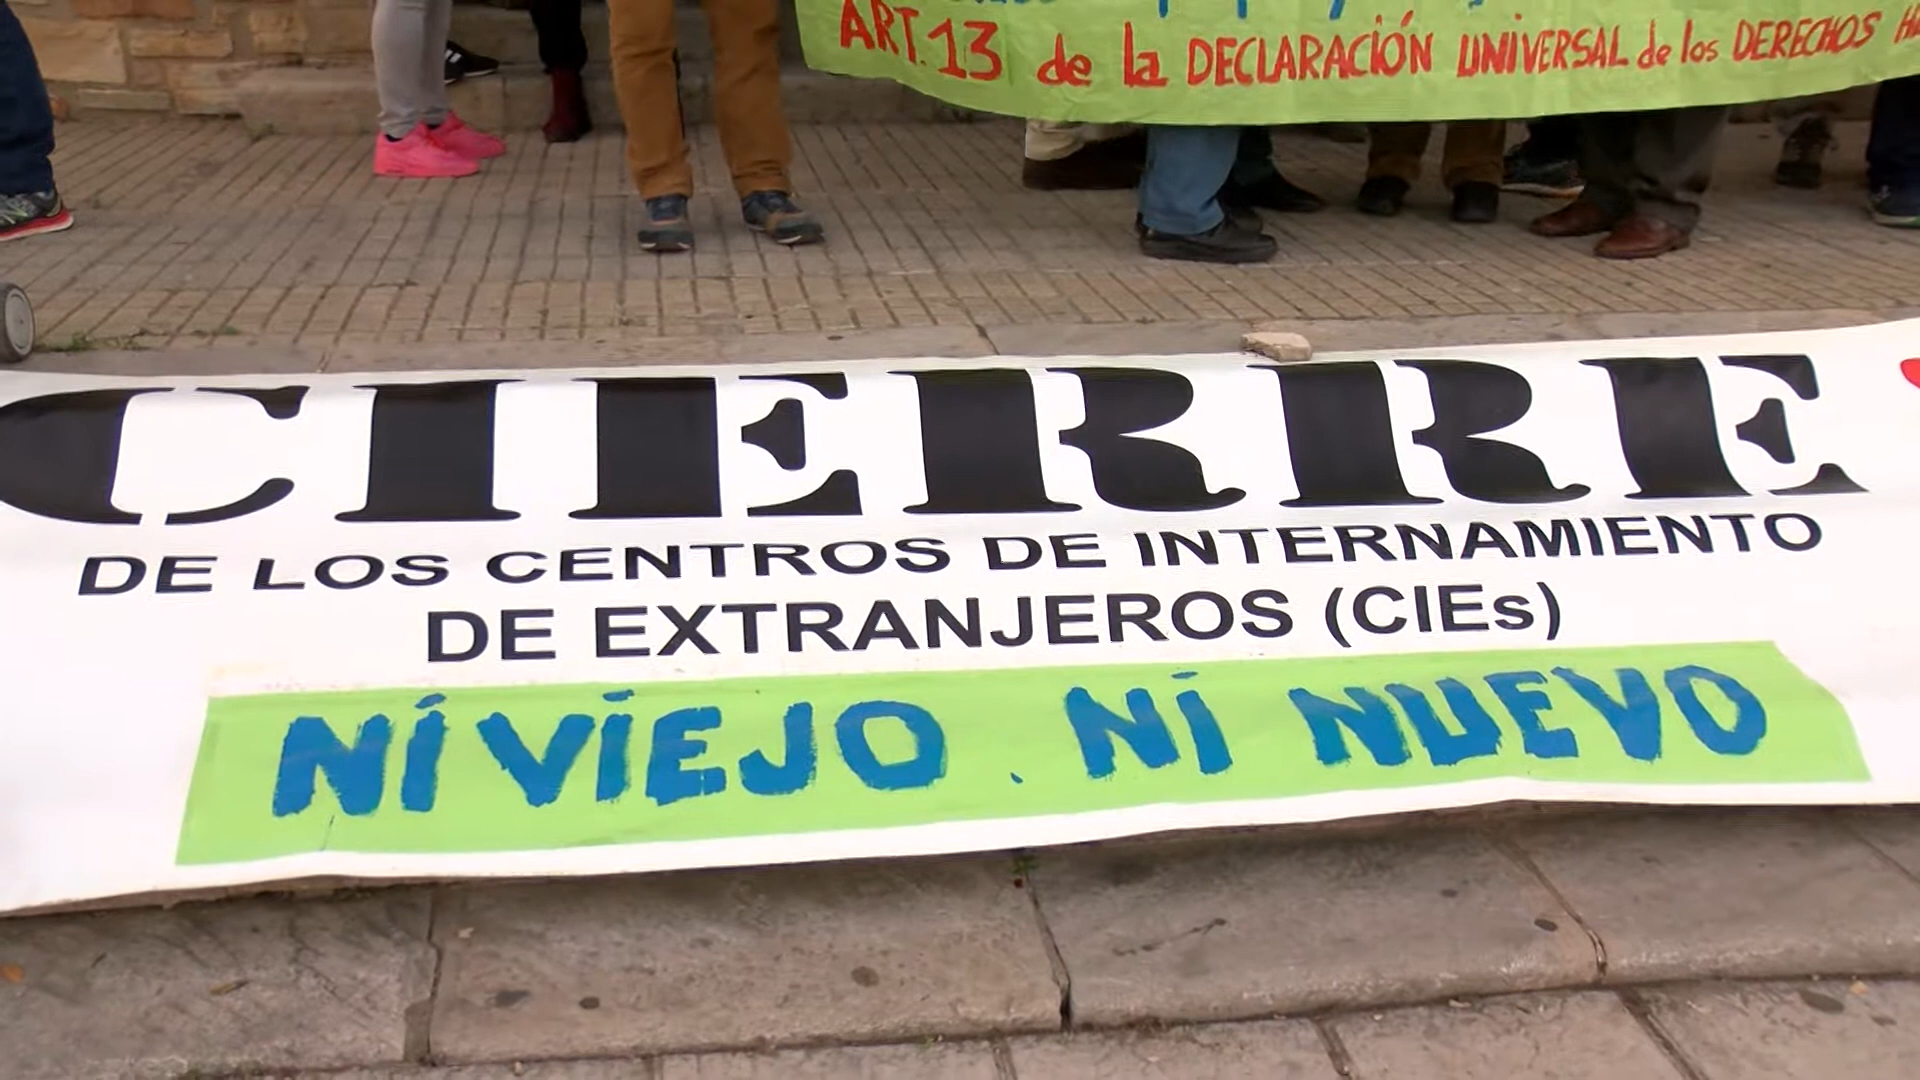 ART. 13 de la DECLARACIÓN UNIVERSAL de los DERECHOS
CIERRE
DE LOS CENTROS DE INTERNAMIENTO
DE EXTRANJEROS (CIEs)
NI VIEJO . NI NUEVO